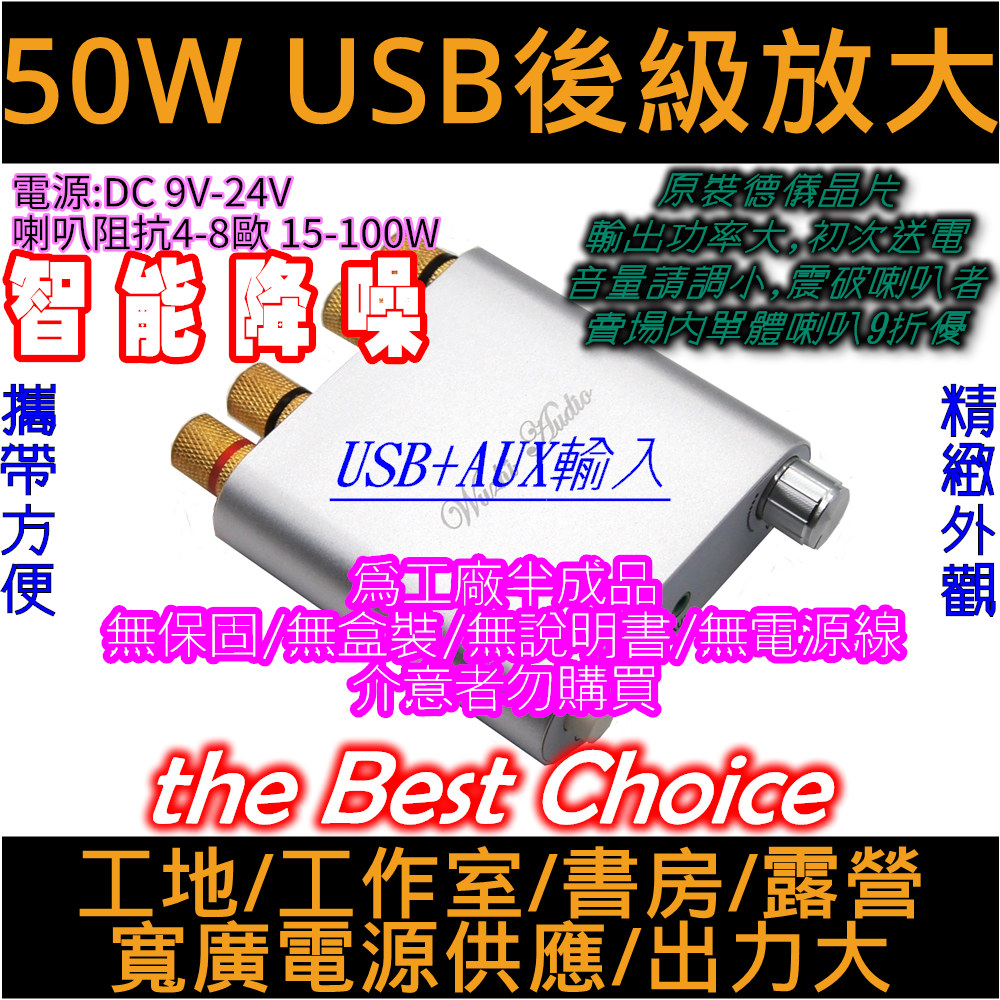 50W USB後級放大
電源:DC 9V-24V
喇叭阻抗4-8歐 15-100W
智能降噪
原裝德儀晶片
輸出功率大,初次送電
音量請調小,震破喇叭者
賣場內單體喇叭9折優
攜帶方便
精緻外觀
Wushi Audio
USB+AUX輸入
為工廠半成品
無保固/無盒裝/無說明書/無電源線
介意者勿購買
the Best Choice
工地/工作室/書房/露營
寬廣電源供應/出力大